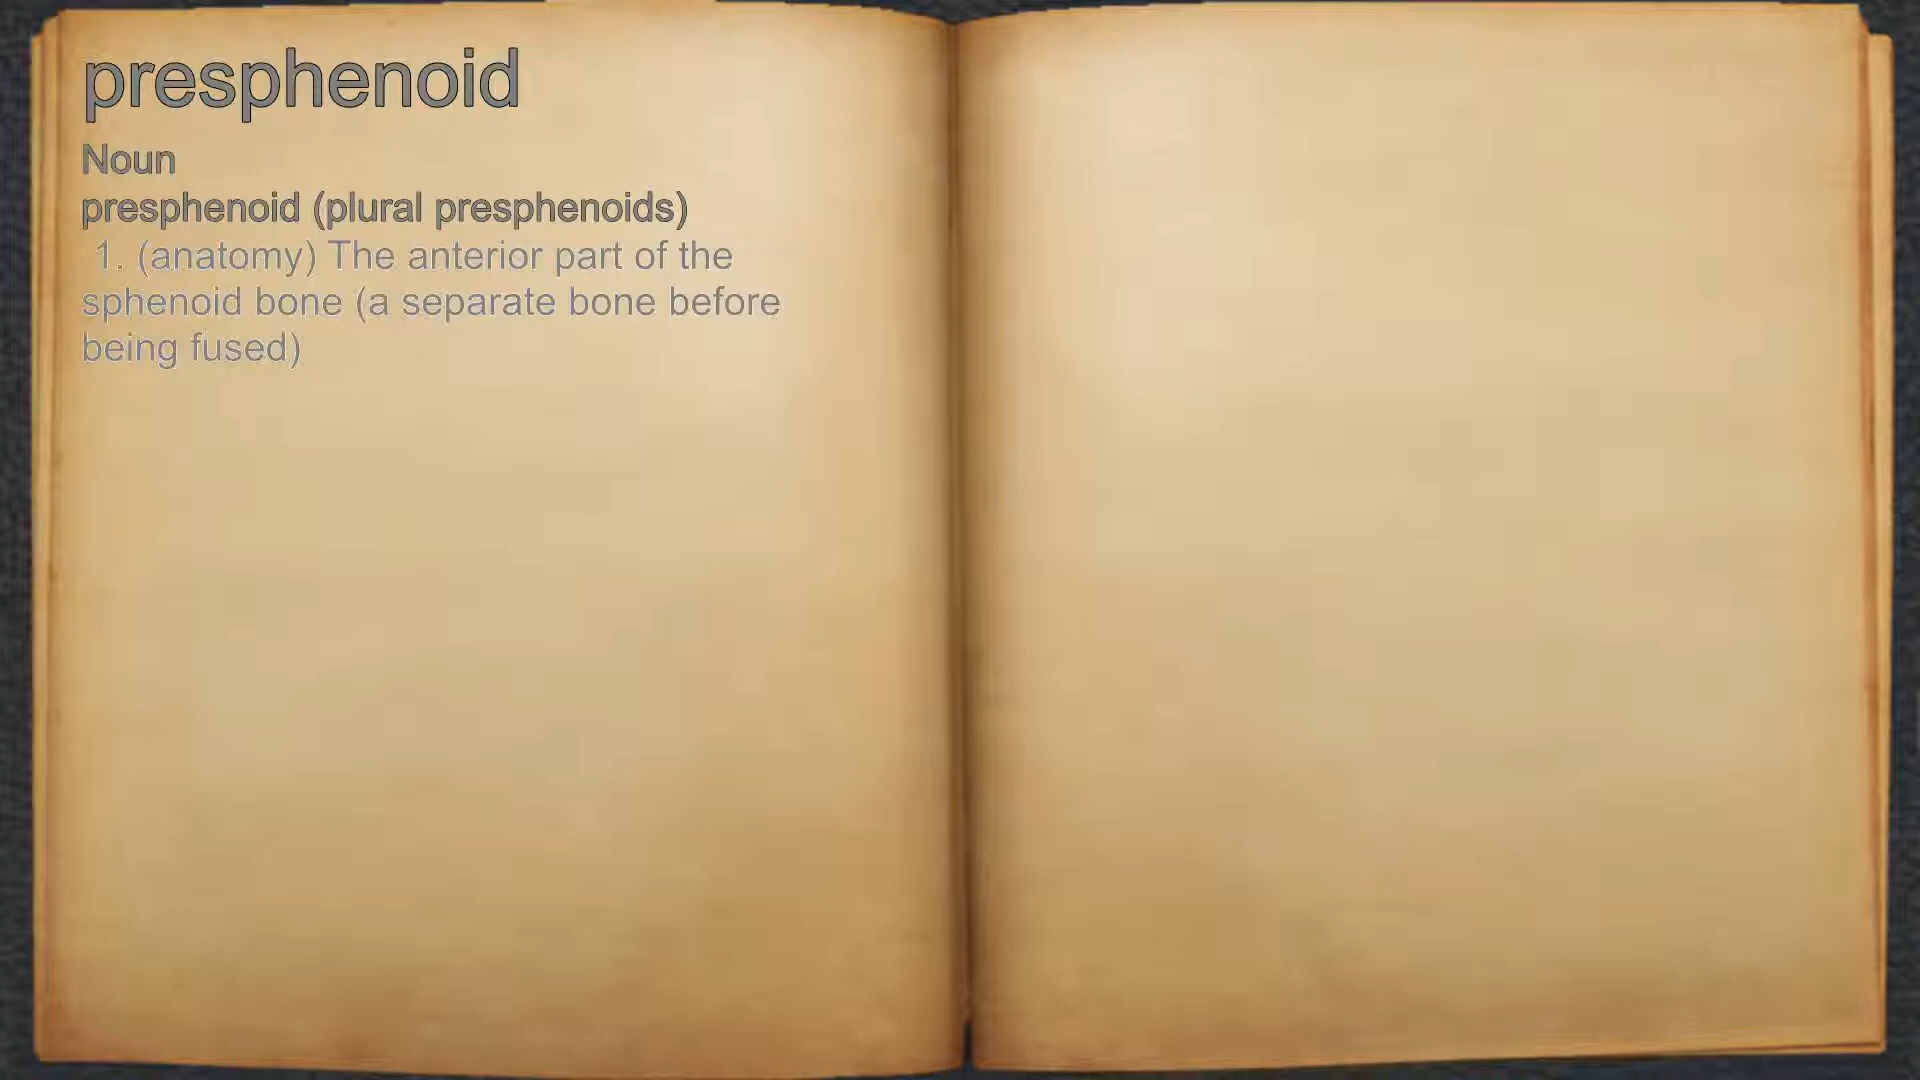 presphenoid
Noun
presphenoid (plural presphenoids)
1. (anatomy) The anterior part of the
sphenoid bone (a separate bone before
being fused)